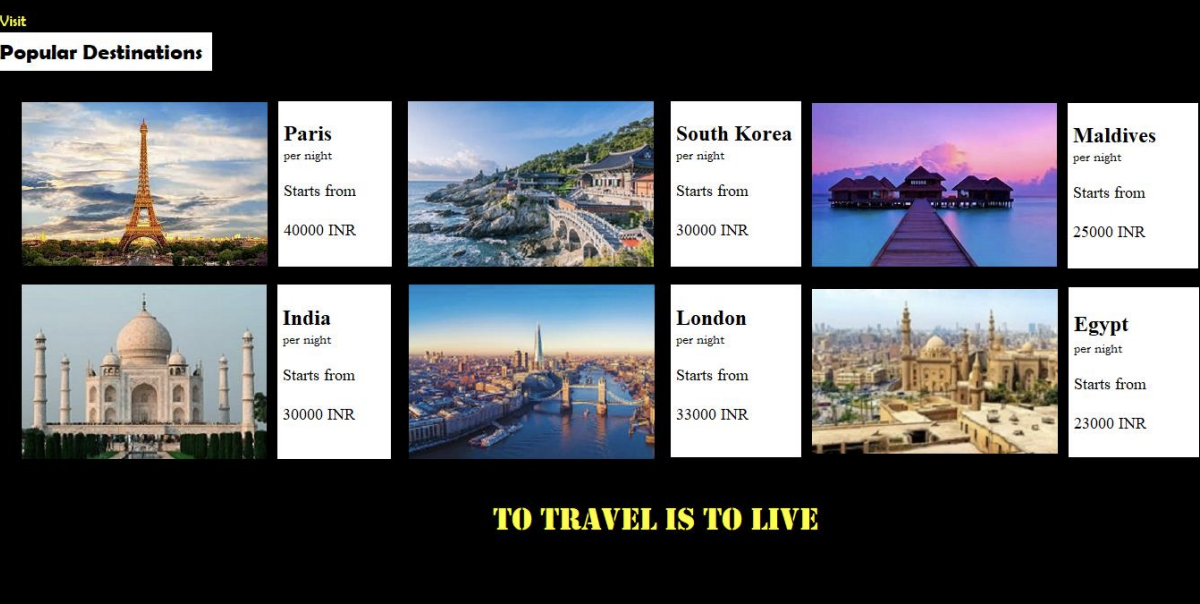 Visit
Popular Destinations
Paris
per night
Starts from
40000 INR
South Korea
per night
Starts from
30000 INR
Maldives
per night
Starts from
25000 INR
India
per night
Starts from
30000 INR
London
per night
Starts from
33000 INR
Egypt
per night
Starts from
23000 INR
TO TRAVEL IS TO LIVE